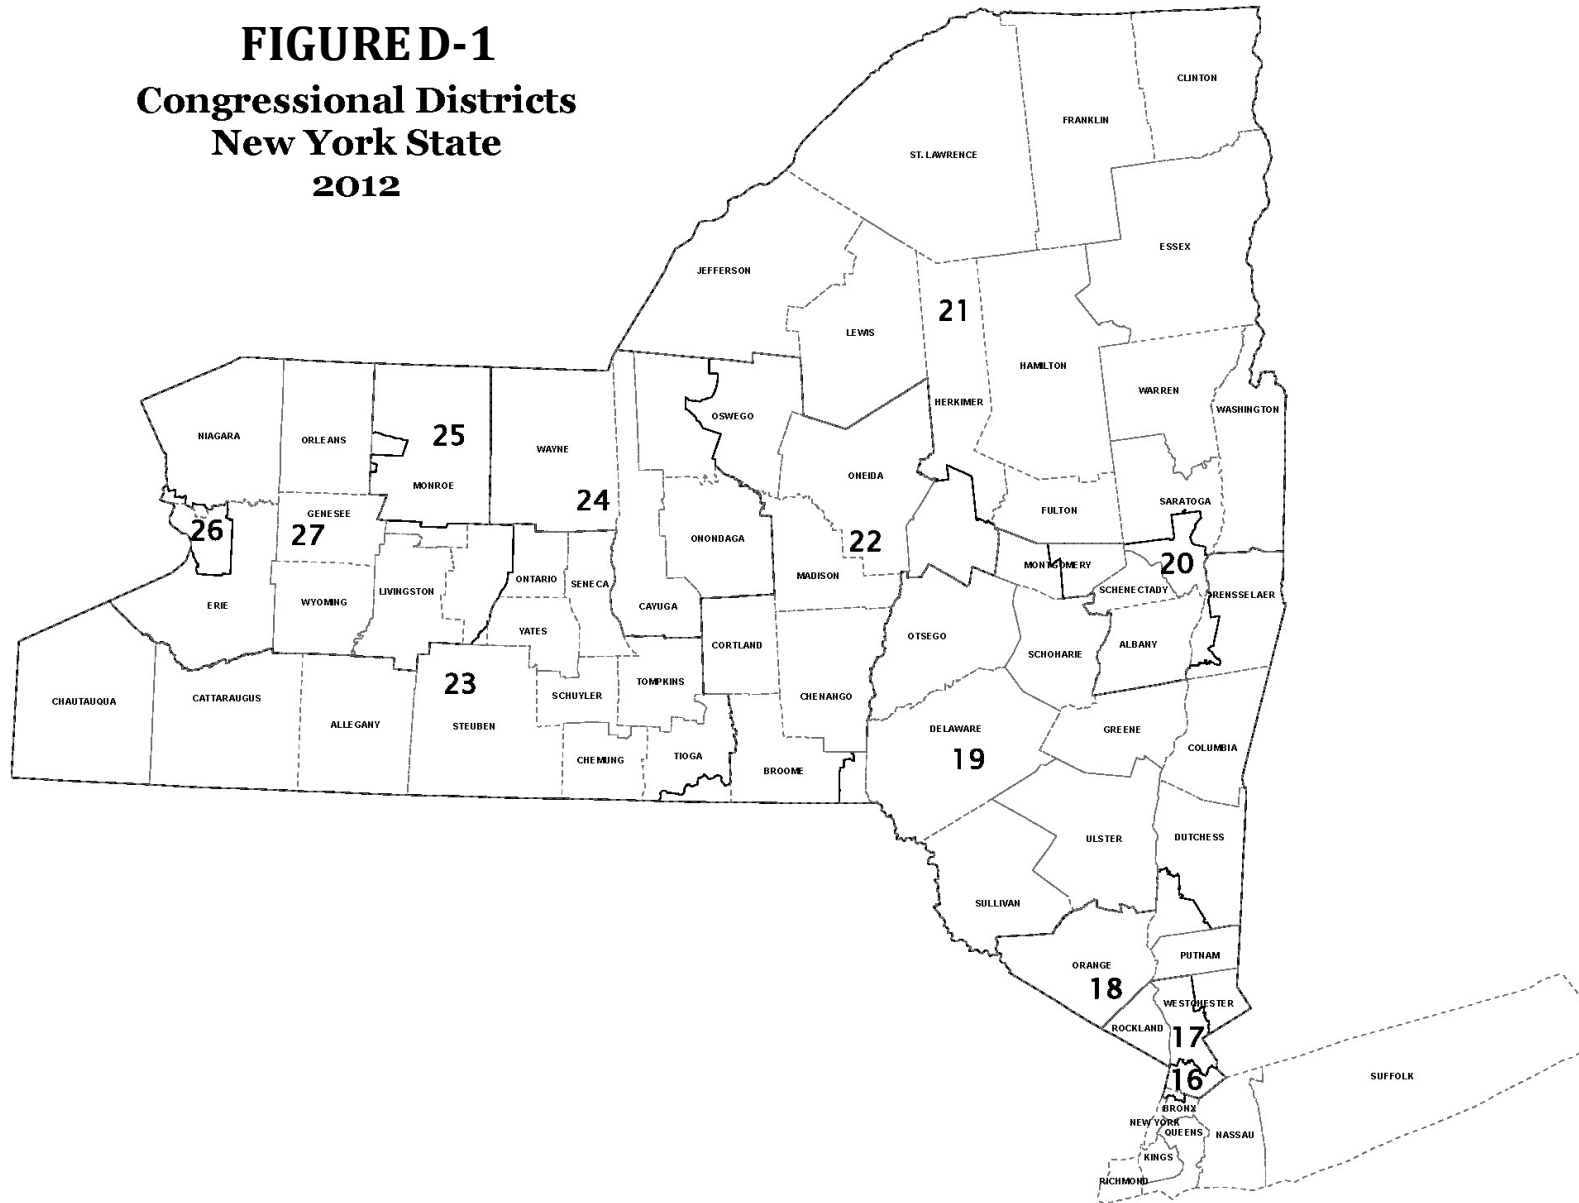 FIGURE D-1
Congressional Districts
New York State
2012
CLINTON
FRANKLIN
ST. LAWRENCE
ESSEX
JEFFERSON
21
LEWIS
HAMILTON
WARREN
HERKIMER
WASHINGTON
OSWEGO
NIAGARA
ORLEANS
25
WAYNE
ONEIDA
MONROE
24
SARATOGA
GENESEE
FULTON
26
27
ONONDAGA
22
20
MONTGOMERY
MADISON
ONTARIO
SENECA
SCHENECTADY
LIVINGSTON
RENSSELAER
ERIE
WYOMING
CAYUGA
YATES
OTSEGO
CORTLAND
ALBANY
SCHOHARIE
23
TOMPKINS
CHAUTAUQUA
CATTARAUGUS
SCHUYLER
CHENANGO
ALLEGANY
STEUBEN
DELAWARE
GREENE
COLUMBIA
19
CHEMUNG
TIOGA
BROOME
ULSTER
DUTCHESS
SULLIVAN
PUTNAM
ORANGE
18
WESTCHESTER
ROCKLAND
17
16
SUFFOLK
BRONX
NEW YORK
QUEENS
NASSAU
KINGS
RICHMOND